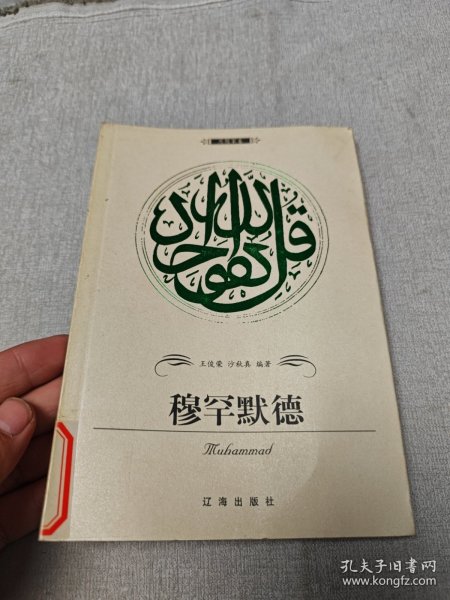 قل هو الله احد
王俊荣 沙秋真 编著
穆罕默德
Muhammad
辽海出版社
孔夫子旧书网
www.kongfz.com